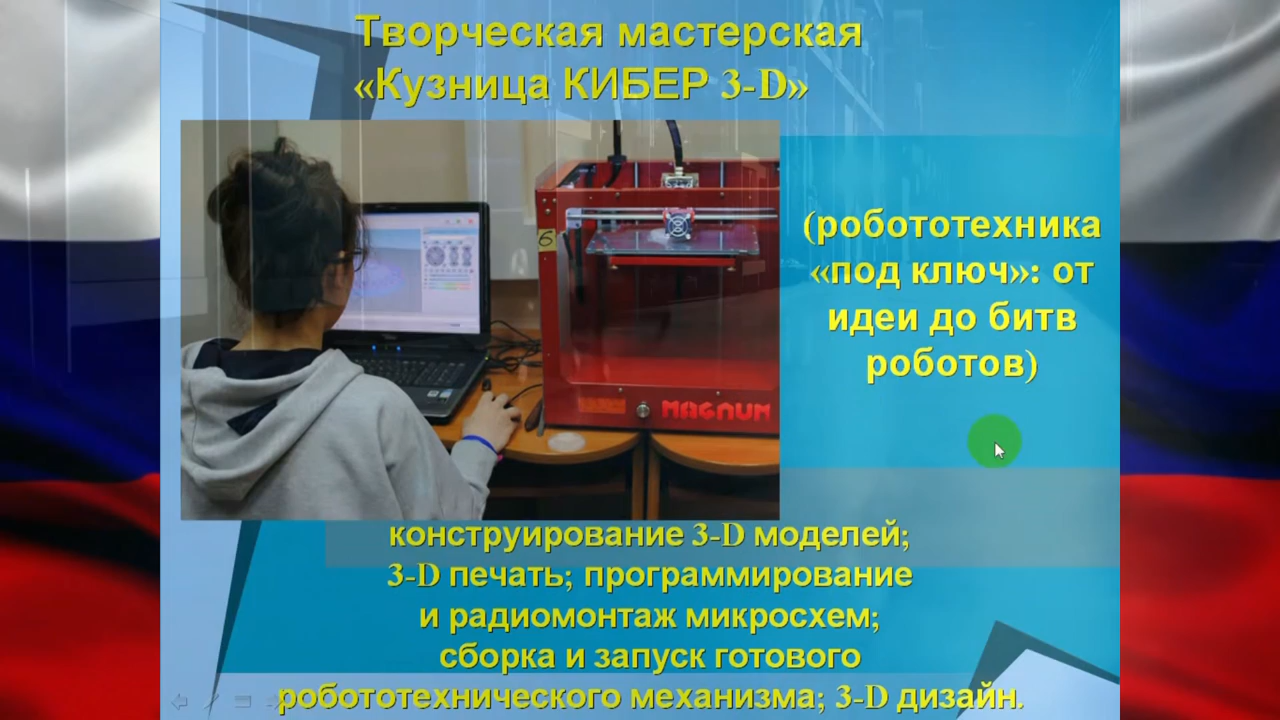 Творческая мастерская
«Кузница КИБЕР 3-D»
(робототехника
«под ключ»: от
идеи до битв
роботов)
6
MAGNUM
конструирование 3-D моделей;
3-D печать; программирование
и радиомонтаж микросхем;
сборка и запуск готового
робототехнического механизма; 3-D дизайн.